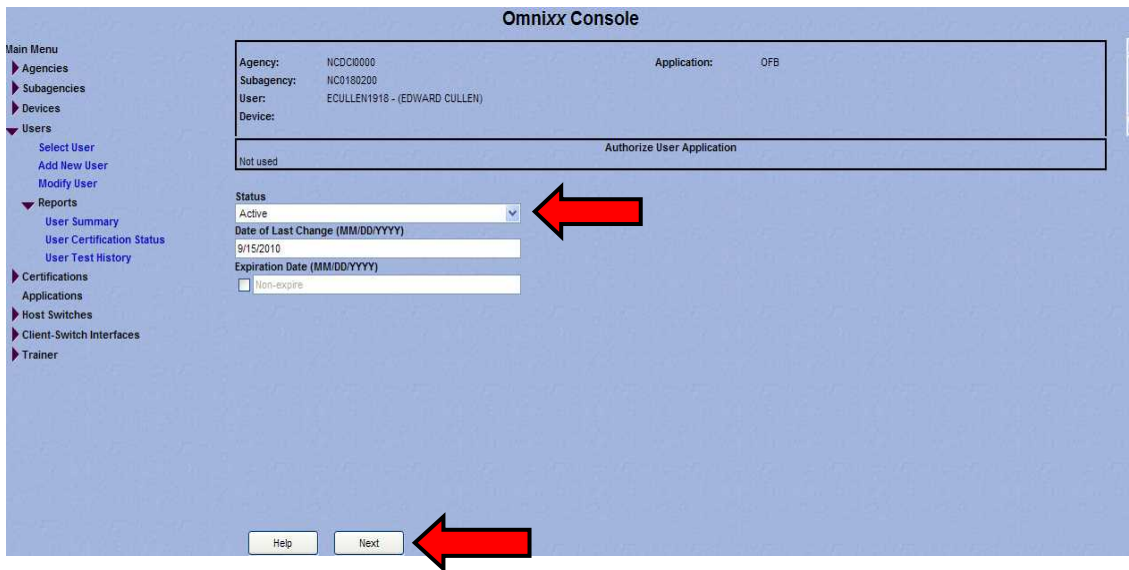 Omnixx Console
Main Menu
Agencies
Subagencies
Devices
Users
Select User
Add New User
Modify User
Reports
User Summary
User Certification Status
User Test History
Certifications
Applications
Host Switches
Client-Switch Interfaces
Trainer
Agency: NCDCI0000 Application: OFB
Subagency: NC0180200
User: ECULLEN1918 - (EDWARD CULLEN)
Device:
Authorize User Application
Not used
Status
Active
Date of Last Change (MM/DD/YYYY)
9/15/2010
Expiration Date (MM/DD/YYYY)
Non-expire
Help Next